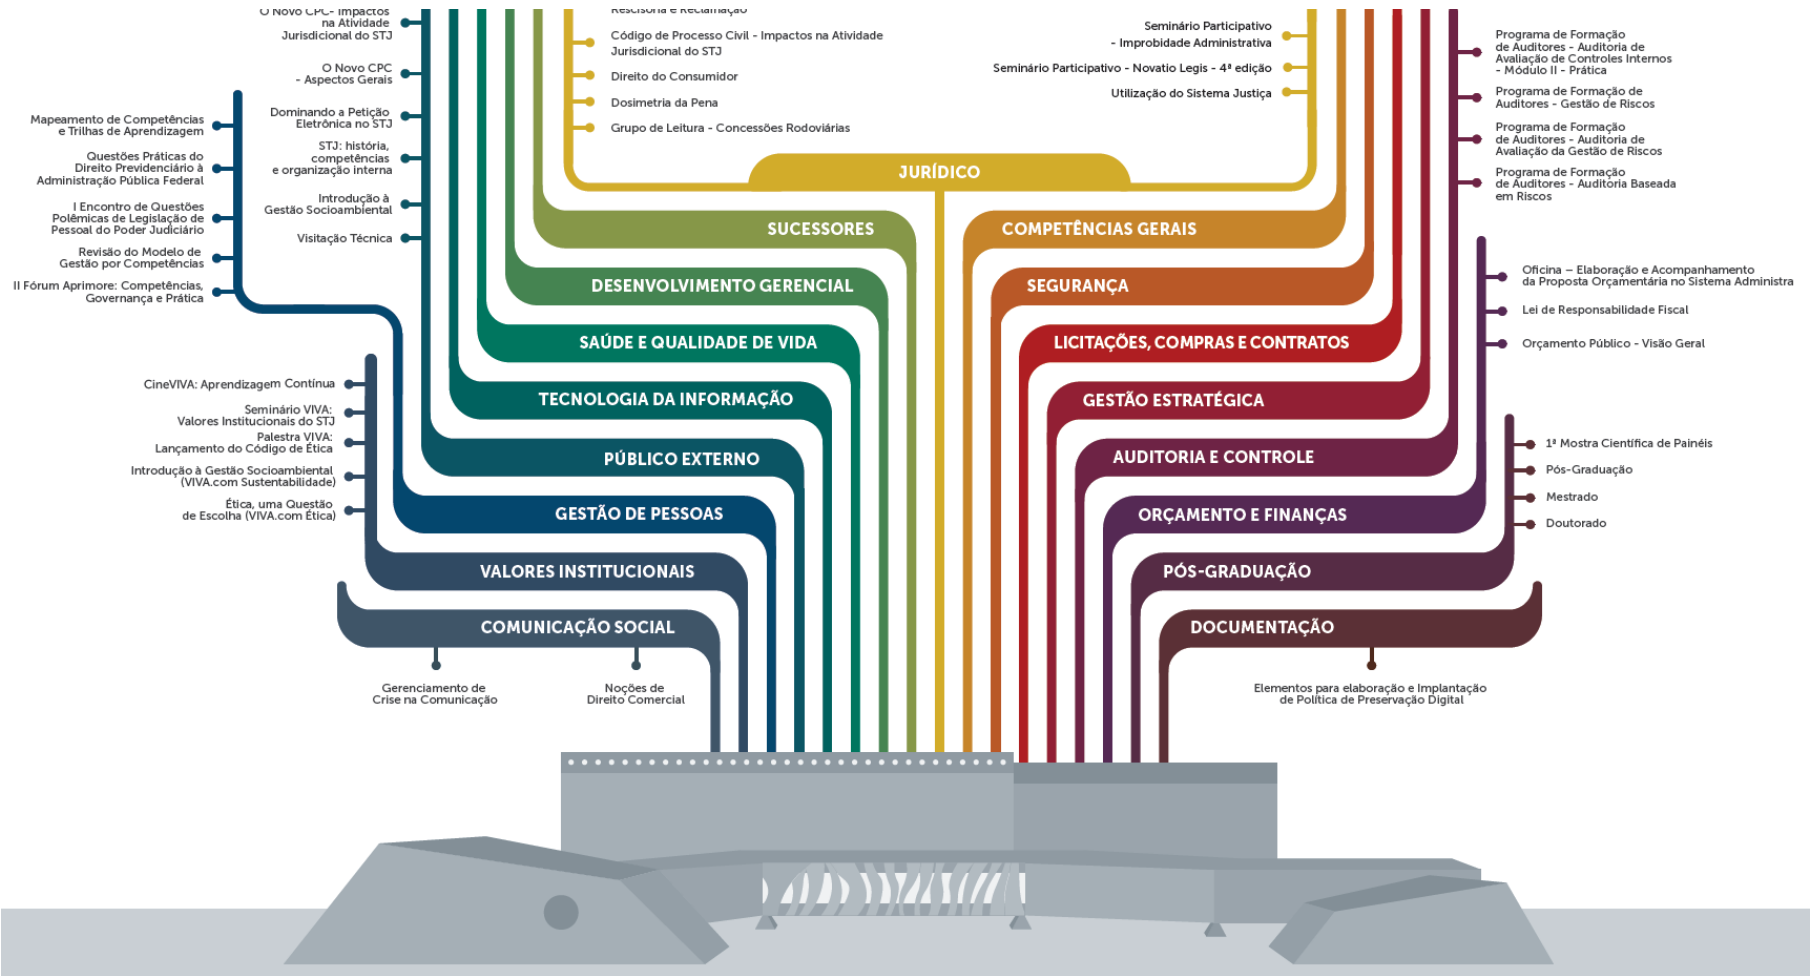 O Novo CPC- Impactos
na Atividade
Jurisdicional do STJ
O Novo CPC
- Aspectos Gerais
Dominando a Petição
Eletrônica no STJ
STJ: história,
competências
e organização interna
Introdução à
Gestão Socioambiental
Visitação Técnica
Mapeamento de Competências
e Trilhas de Aprendizagem
Questões Práticas do
Direito Previdenciário à
Administração Pública Federal
I Encontro de Questões
Polêmicas de Legislação de
Pessoal do Poder Judiciário
Revisão do Modelo de
Gestão por Competências
II Fórum Aprimore: Competências,
Governança e Prática
CineVIVA: Aprendizagem Contínua
Seminário VIVA:
Valores Institucionais do STJ
Palestra VIVA:
Lançamento do Código de Ética
Introdução à Gestão Socioambiental
(VIVA.com Sustentabilidade)
Ética, uma Questão
de Escolha (VIVA.com Ética)
Rescisória e Reclamação
Código de Processo Civil - Impactos na Atividade
Jurisdicional do STJ
Direito do Consumidor
Dosimetria da Pena
Grupo de Leitura - Concessões Rodoviárias
Seminário Participativo
- Improbidade Administrativa
Seminário Participativo - Novatio Legis - 4ª edição
Utilização do Sistema Justiça
JURÍDICO
SUCESSORES
DESENVOLVIMENTO GERENCIAL
SAÚDE E QUALIDADE DE VIDA
TECNOLOGIA DA INFORMAÇÃO
PÚBLICO EXTERNO
GESTÃO DE PESSOAS
VALORES INSTITUCIONAIS
COMUNICAÇÃO SOCIAL
Gerenciamento de
Crise na Comunicação
Noções de
Direito Comercial
COMPETÊNCIAS GERAIS
SEGURANÇA
LICITAÇÕES, COMPRAS E CONTRATOS
GESTÃO ESTRATÉGICA
AUDITORIA E CONTROLE
ORÇAMENTO E FINANÇAS
PÓS-GRADUAÇÃO
DOCUMENTAÇÃO
Programa de Formação
de Auditores - Auditoria de
Avaliação de Controles Internos
- Módulo II - Prática
Programa de Formação de
Auditores - Gestão de Riscos
Programa de Formação
de Auditores - Auditoria de
Avaliação da Gestão de Riscos
Programa de Formação
de Auditores - Auditoria Baseada
em Riscos
Oficina – Elaboração e Acompanhamento
da Proposta Orçamentária no Sistema Administra
Lei de Responsabilidade Fiscal
Orçamento Público - Visão Geral
1ª Mostra Científica de Painéis
Pós-Graduação
Mestrado
Doutorado
Elementos para elaboração e Implantação
de Política de Preservação Digital